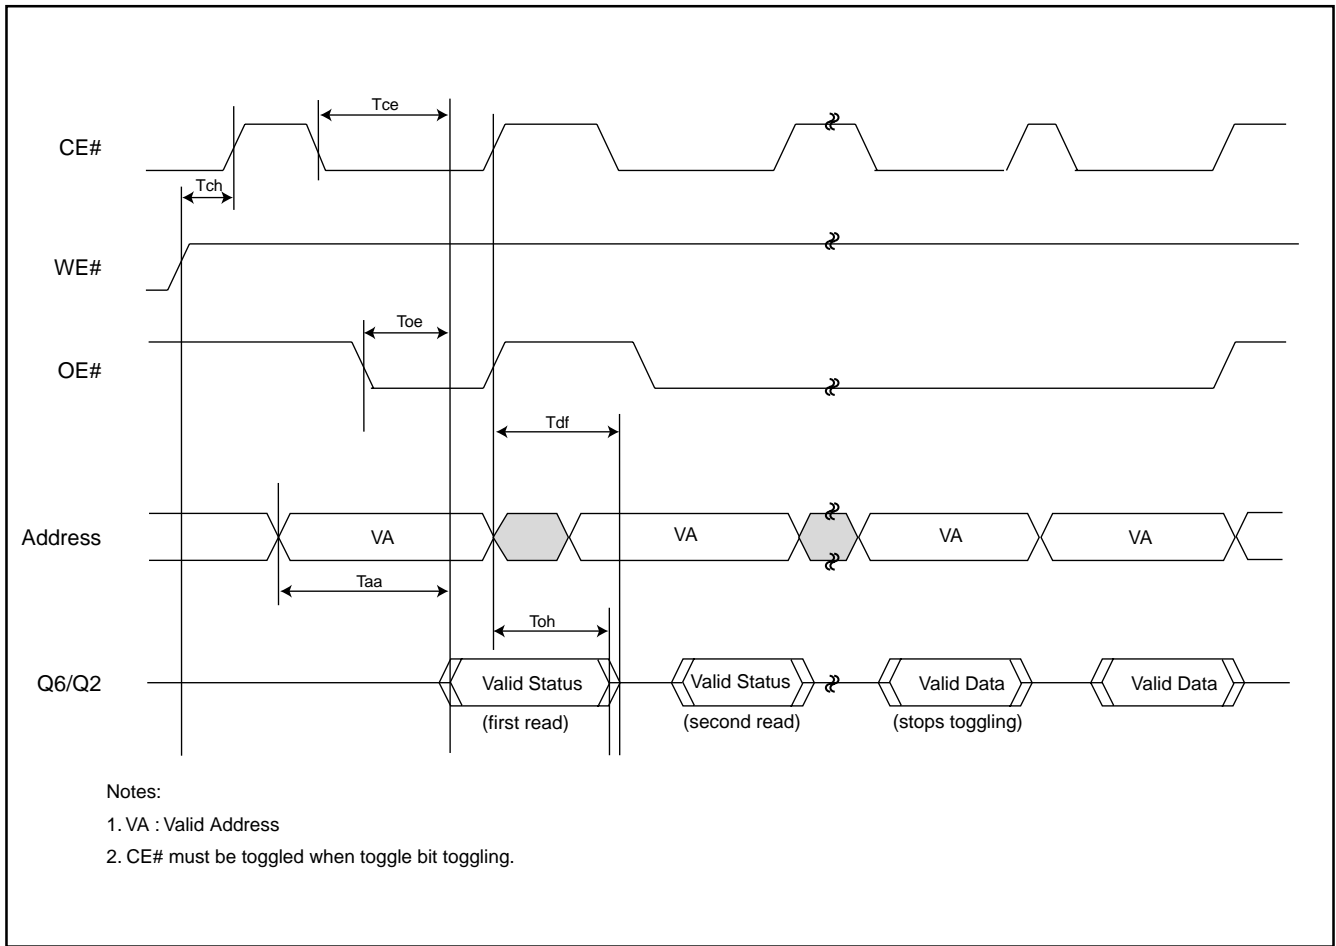 Tce
CE#
Tch
WE#
Toe
OE#
Tdf
Address
VA
VA
VA
VA
Taa
Toh
Q6/Q2
Valid Status
Valid Status
Valid Data
Valid Data
(first read)
(second read)
(stops toggling)
Notes:
1. VA : Valid Address
2. CE# must be toggled when toggle bit toggling.